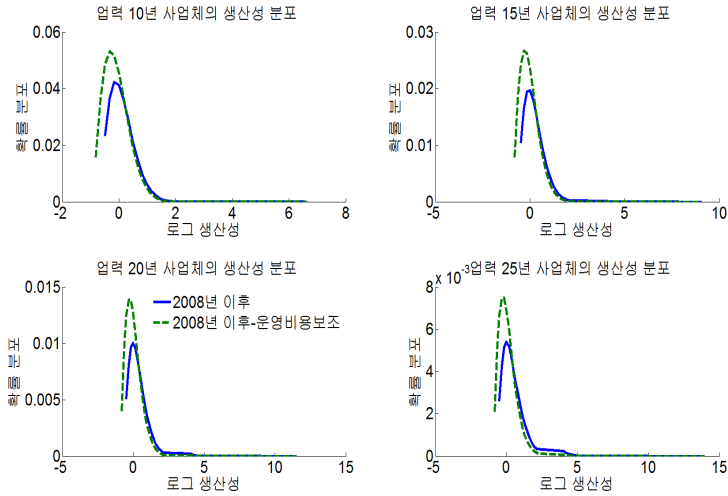 업력 10년 사업체의 생산성 분포
0.06
0.04
0.02
0
확률 분포
-2 0 2 4 6 8
로그 생산성
업력 15년 사업체의 생산성 분포
0.03
0.02
0.01
0
확률 분포
-5 0 5 10
로그 생산성
업력 20년 사업체의 생산성 분포
0.015
0.01
0.005
0
확률 분포
2008년 이후
2008년 이후-운영비용보조
-5 0 5 10 15
로그 생산성
x 10-3 업력 25년 사업체의 생산성 분포
8
6
4
2
0
확률 분포
-5 0 5 10 15
로그 생산성